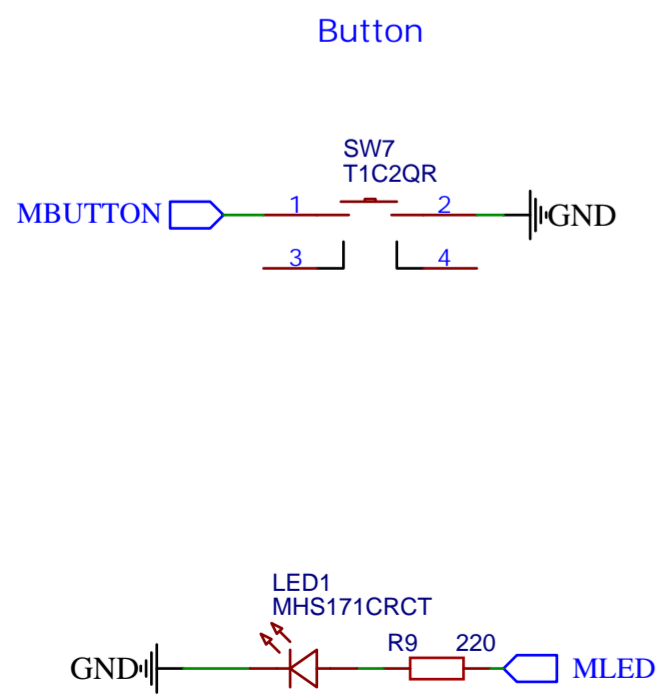 Button
SW7
T1C2QR
MBUTTON 1 2 GND
3 4
LED1
MHS171CRCT
R9 220
GND MLED